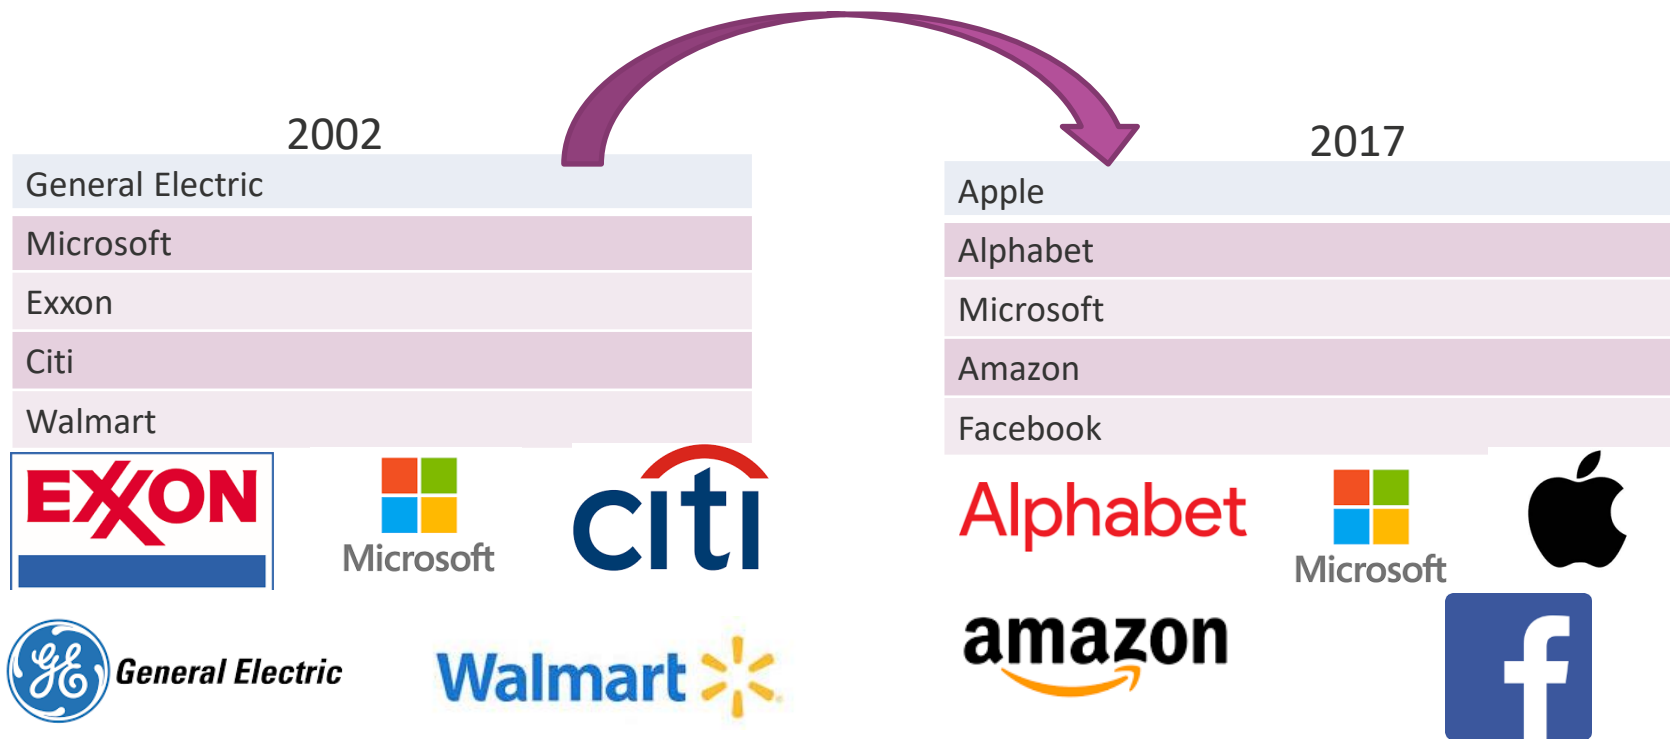 2002
General Electric
Microsoft
Exxon
Citi
Walmart
EXXON
Microsoft
citi
GE General Electric
Walmart
2017
Apple
Alphabet
Microsoft
Amazon
Facebook
Alphabet
Microsoft
amazon
f